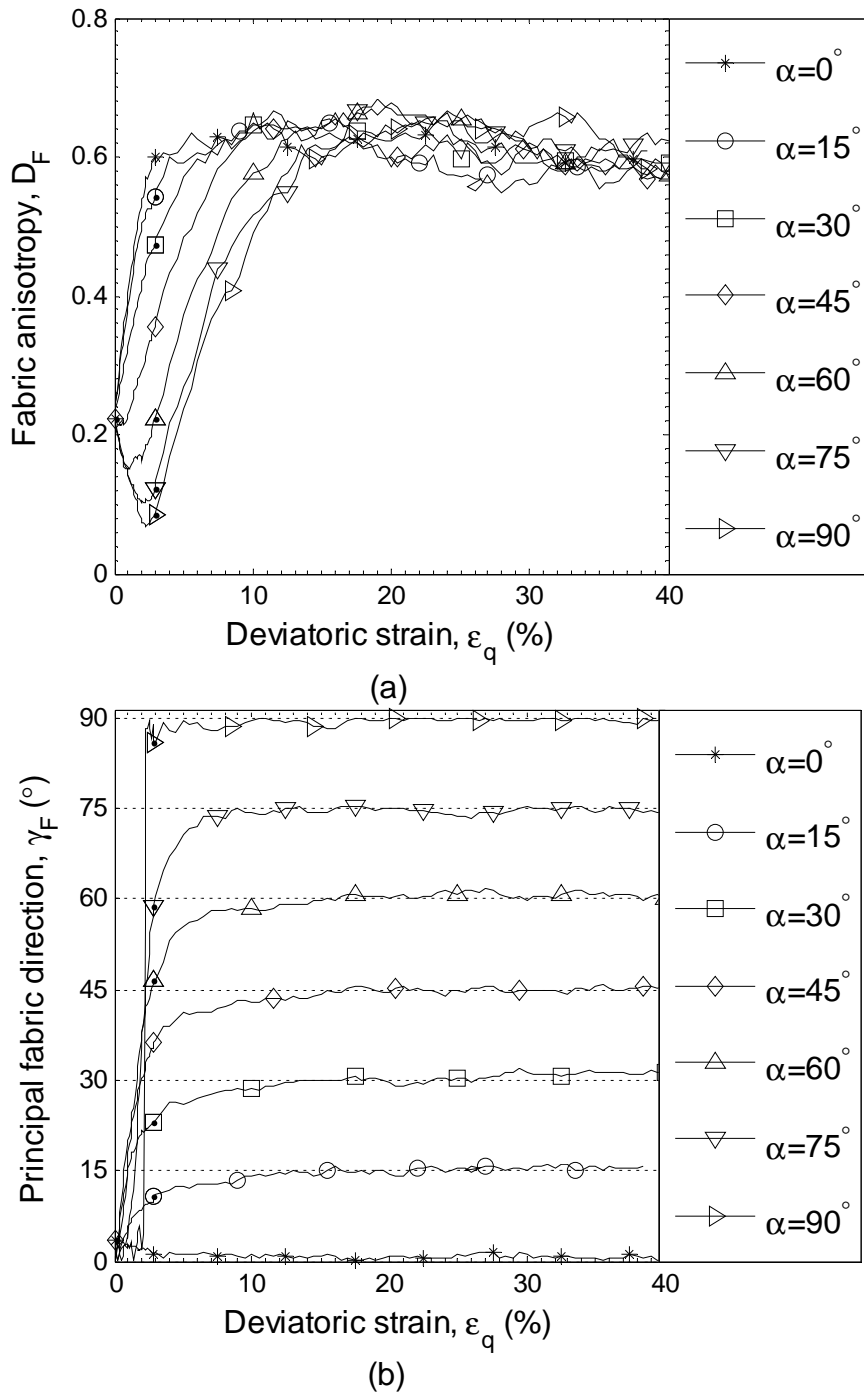 0.8
0.6
0.4
0.2
0
Fabric anisotropy, D_F
0 10 20 30 40
Deviatoric strain, ε_q (%)
α=0°
α=15°
α=30°
α=45°
α=60°
α=75°
α=90°
(a)
90
75
60
45
30
15
0
Principal fabric direction, γ_F (°)
0 10 20 30 40
Deviatoric strain, ε_q (%)
α=0°
α=15°
α=30°
α=45°
α=60°
α=75°
α=90°
(b)